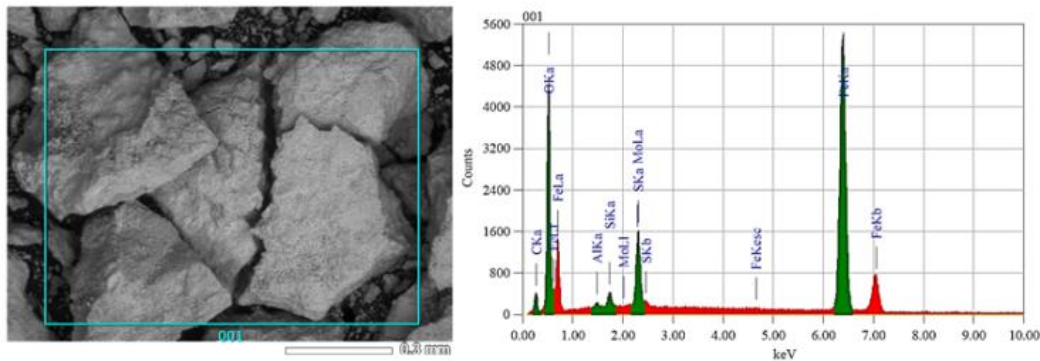 001
0.3 mm
001
Counts
5600
4800
4000
3200
2400
1600
800
0
CKa
OKa
FeLa
AlKa
SiKa
MoLl
SKa MoLa
SKb
FeKesc
FeKa
FeKb
0.00 1.00 2.00 3.00 4.00 5.00 6.00 7.00 8.00 9.00 10.00
keV